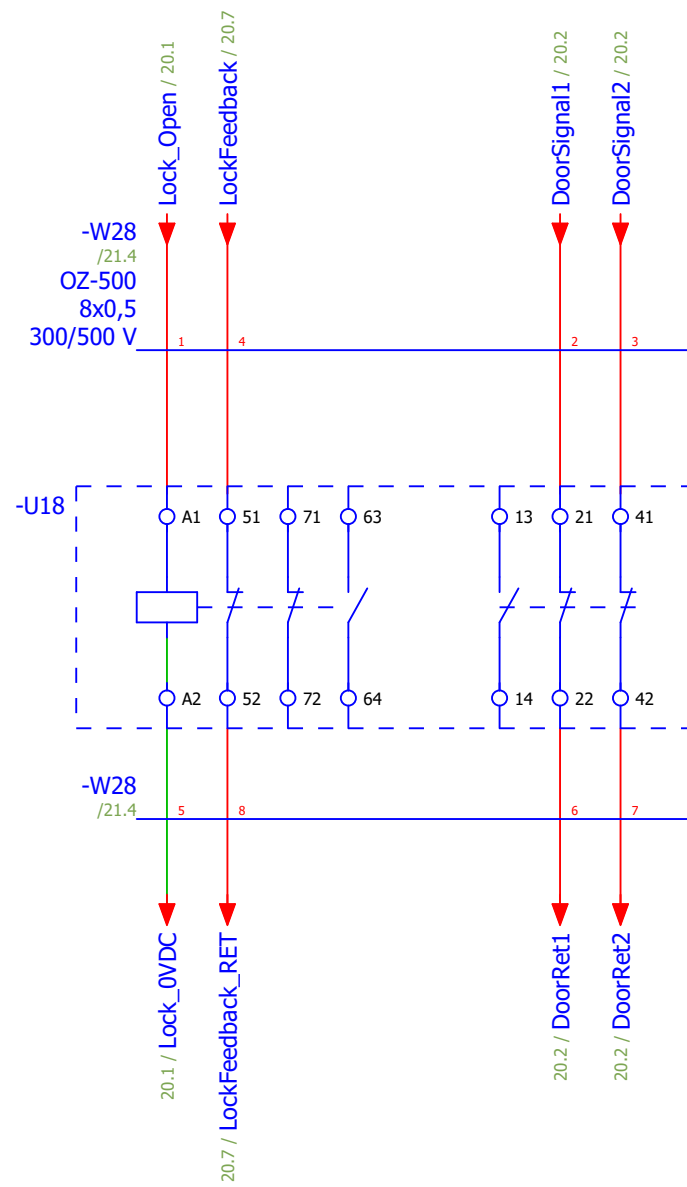 Lock_Open / 20.1
LockFeedback / 20.7
DoorSignal1 / 20.2
DoorSignal2 / 20.2
-W28
/21.4
OZ-500
8x0,5
300/500 V
1 4 2 3
-U18
A1 51 71 63 13 21 41
A2 52 72 64 14 22 42
-W28
/21.4
5 8 6 7
20.1 / Lock_0VDC
20.7 / LockFeedback_RET
20.2 / DoorRet1
20.2 / DoorRet2